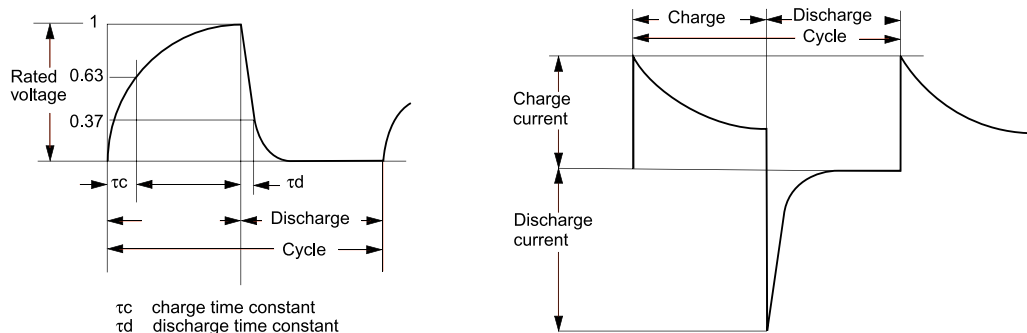 1
Rated
voltage
0.63
0.37
τc
τd
Discharge
Cycle
τc charge time constant
τd discharge time constant
Charge
Discharge
Cycle
Charge
current
Discharge
current